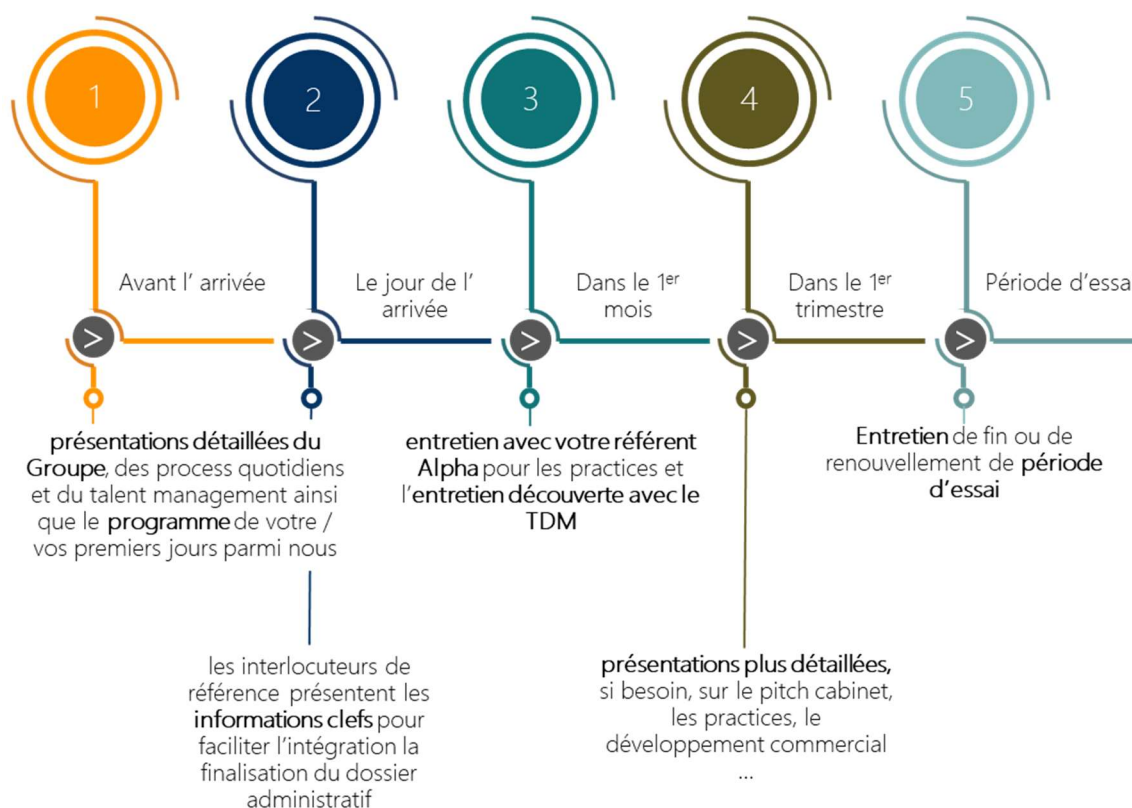 1
2
3
4
5
Avant l' arrivée
Le jour de l'
arrivée
Dans le 1er
mois
Dans le 1er
trimestre
Période d'essa
>
>
>
>
>
présentations détaillées du
Groupe, des process quotidiens
et du talent management ainsi
que le programme de votre /
vos premiers jours parmi nous
entretien avec votre référent
Alpha pour les practices et
l'entretien découverte avec le
TDM
Entretien de fin ou de
renouvellement de période
d'essai
les interlocuteurs de
référence présentent les
informations clefs pour
faciliter l'intégration la
finalisation du dossier
administratif
présentations plus détaillées,
si besoin, sur le pitch cabinet,
les practices, le
développement commercial
...